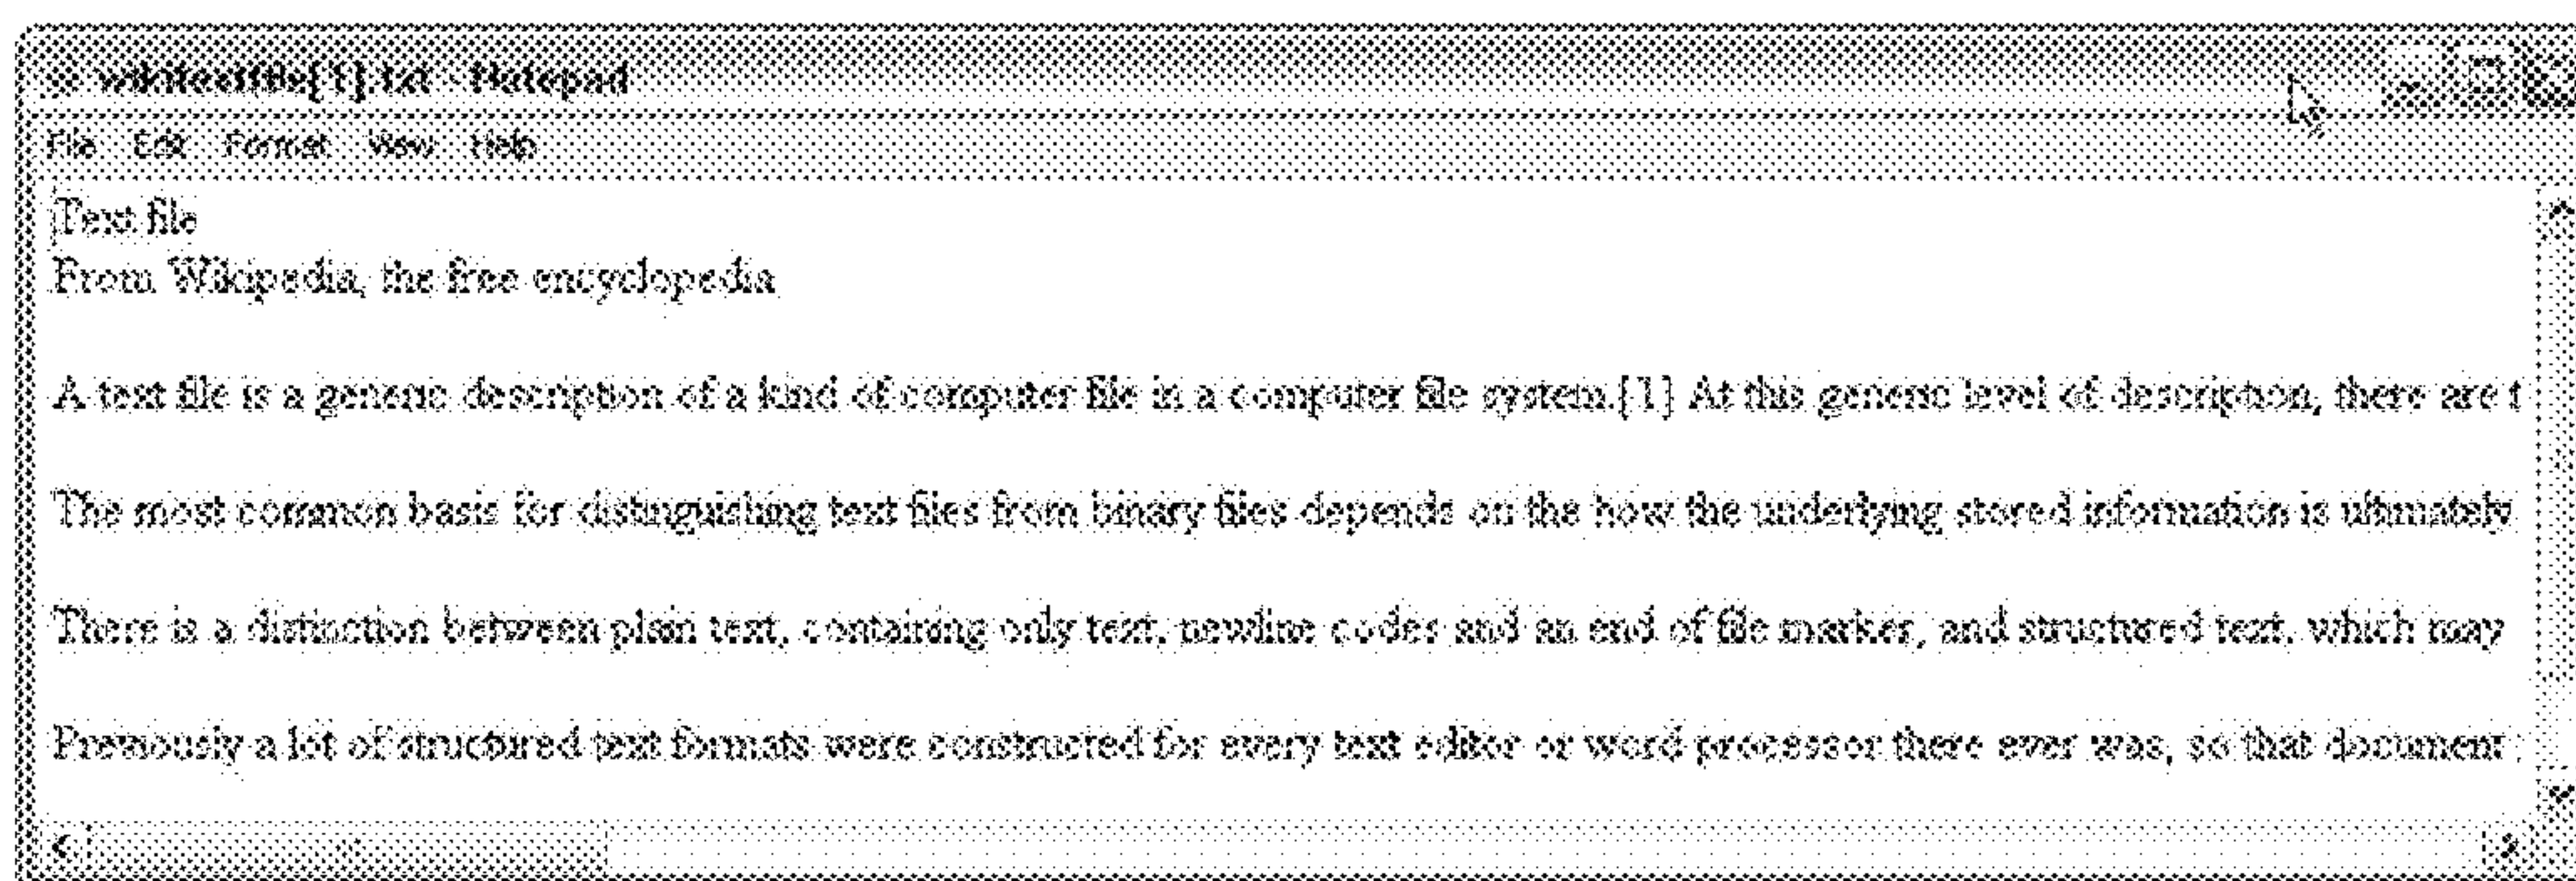 wikitextfile[1].txt - Notepad
File Edit Format View Help
Text file
From Wikipedia, the free encyclopedia
A text file is a generic description of a kind of computer file in a computer file system.[1] At this generic level of description, there are t
The most common basis for distinguishing text files from binary files depends on the how the underlying stored information is ultimately
There is a distinction between plain text, containing only text, newline codes and an end of file marker, and structured text, which may
Previously a lot of structured text formats were constructed for every text editor or word processor there ever was, so that document